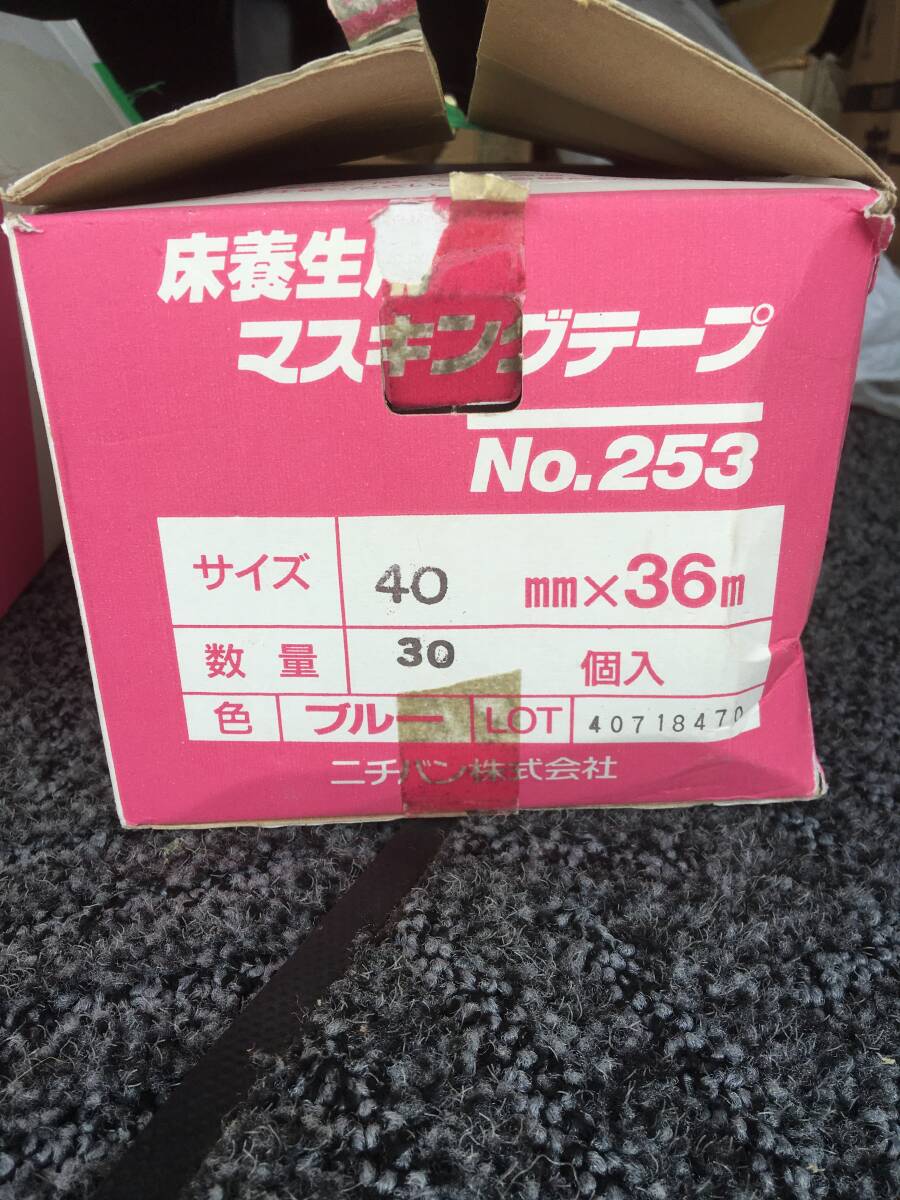 床養生用
マスキングテープ
No.253
サイズ 40 mm×36m
数量 30 個入
色 ブルー LOT 40718470
ニチバン株式会社